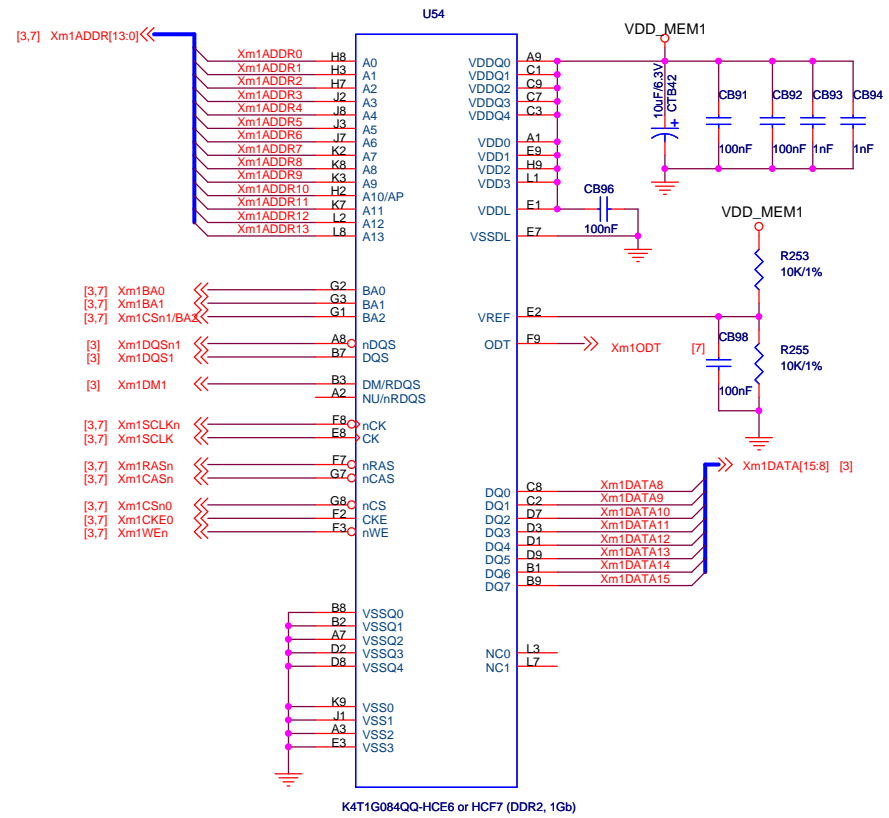 U54
[3,7] Xm1ADDR[13:0]
Xm1ADDR0 H8 A0
Xm1ADDR1 H3 A1
Xm1ADDR2 H7 A2
Xm1ADDR3 J2 A3
Xm1ADDR4 J8 A4
Xm1ADDR5 J3 A5
Xm1ADDR6 J7 A6
Xm1ADDR7 K2 A7
Xm1ADDR8 K8 A8
Xm1ADDR9 K3 A9
Xm1ADDR10 H2 A10/AP
Xm1ADDR11 K7 A11
Xm1ADDR12 L2 A12
Xm1ADDR13 L8 A13
[3,7] Xm1BA0 G2 BA0
[3,7] Xm1BA1 G3 BA1
[3,7] Xm1CSn1/BA2 G1 BA2
[3] Xm1DQSn1 A8 nDQS
[3] Xm1DQS1 B7 DQS
[3] Xm1DM1 B3 DM/RDQS
A2 NU/nRDQS
[3,7] Xm1SCLKn F8 nCK
[3,7] Xm1SCLK E8 CK
[3,7] Xm1RASn F7 nRAS
[3,7] Xm1CASn G7 nCAS
[3,7] Xm1CSn0 G8 nCS
[3,7] Xm1CKE0 F2 CKE
[3,7] Xm1WEn F3 nWE
B8 VSSQ0
B2 VSSQ1
A7 VSSQ2
D2 VSSQ3
D8 VSSQ4
K9 VSS0
J1 VSS1
A3 VSS2
E3 VSS3
VDDQ0 A9
VDDQ1 C1
VDDQ2 C9
VDDQ3 C7
VDDQ4 C3
VDD0 A1
VDD1 E9
VDD2 H9
VDD3 L1
VDDL E1
VSSDL E7
VREF E2
ODT F9 Xm1ODT [7]
DQ0 C8 Xm1DATA8
DQ1 C2 Xm1DATA9
DQ2 D7 Xm1DATA10
DQ3 D3 Xm1DATA11
DQ4 D1 Xm1DATA12
DQ5 D9 Xm1DATA13
DQ6 B1 Xm1DATA14
DQ7 B9 Xm1DATA15
Xm1DATA[15:8] [3]
NC0 L3
NC1 L7
VDD_MEM1
10uF/6.3V
CTB42
+
CB91
100nF
CB92
100nF
CB93
1nF
CB94
1nF
CB96
100nF
VDD_MEM1
R253
10K/1%
CB98
100nF
R255
10K/1%
K4T1G084QQ-HCE6 or HCF7 (DDR2, 1Gb)